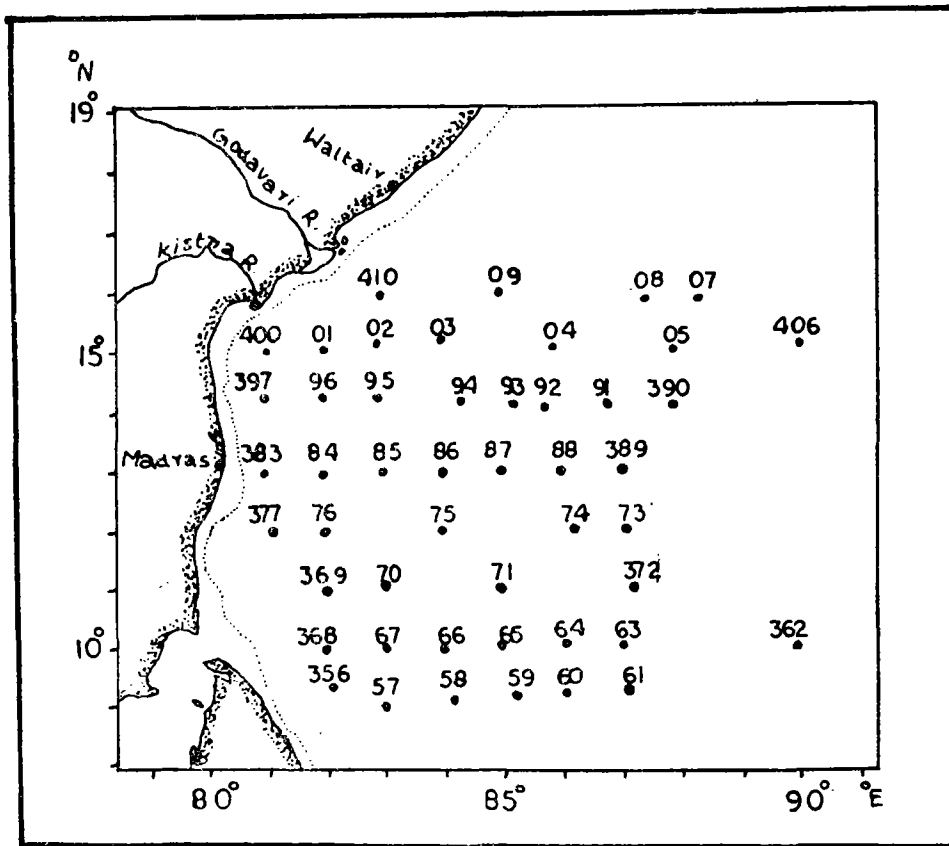 °N
19°
Godavari R.
Waltair
Kistna R.
410 09 08 07
400 01 02 03 04 05 406
15°
397 96 95 94 93 92 91 390
Madras
383 84 85 86 87 88 389
377 76 75 74 73
369 70 71 372
368 67 66 65 64 63 362
10°
356 57 58 59 60 61
80° 85° 90° °E